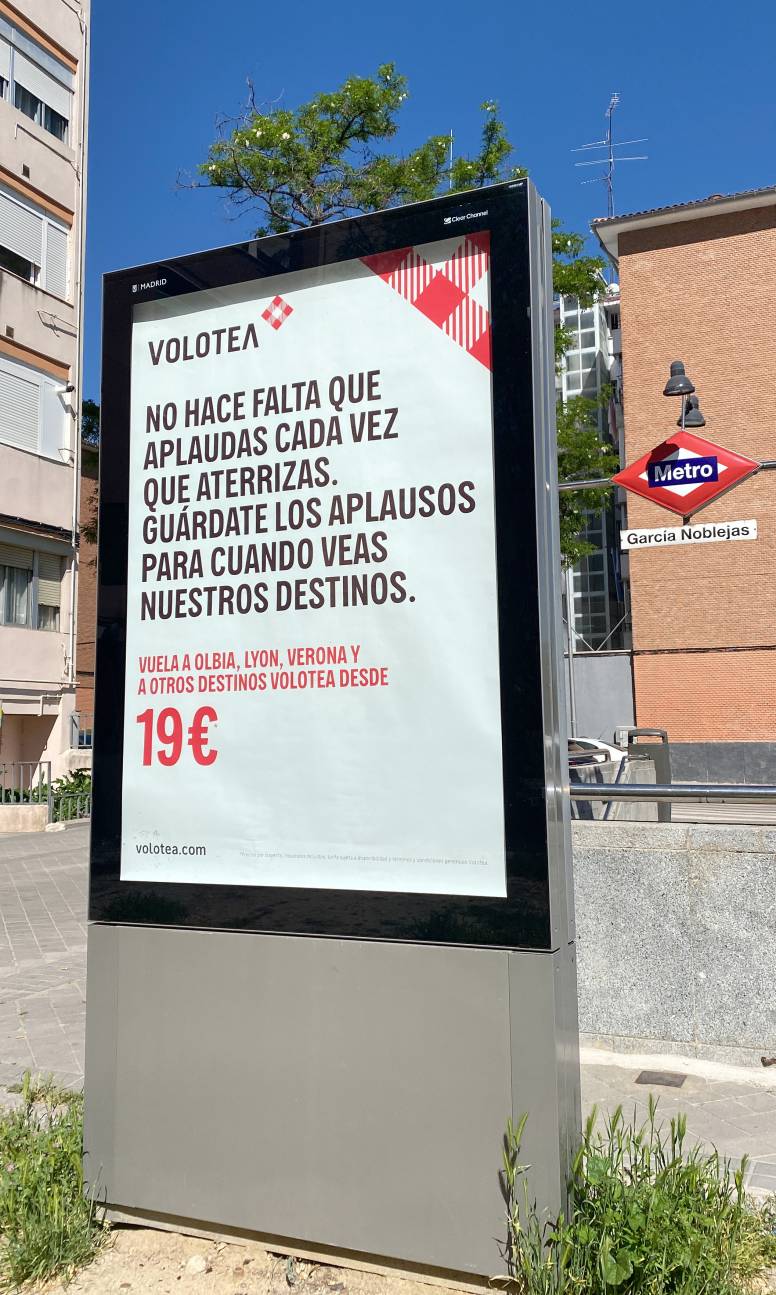 MADRID
Clear Channel
VOLOTEA
NO HACE FALTA QUE
APLAUDAS CADA VEZ
QUE ATERRIZAS.
GUÁRDATE LOS APLAUSOS
PARA CUANDO VEAS
NUESTROS DESTINOS.
VUELA A OLBIA, LYON, VERONA Y
A OTROS DESTINOS VOLOTEA DESDE
19€*
volotea.com
Metro
García Noblejas